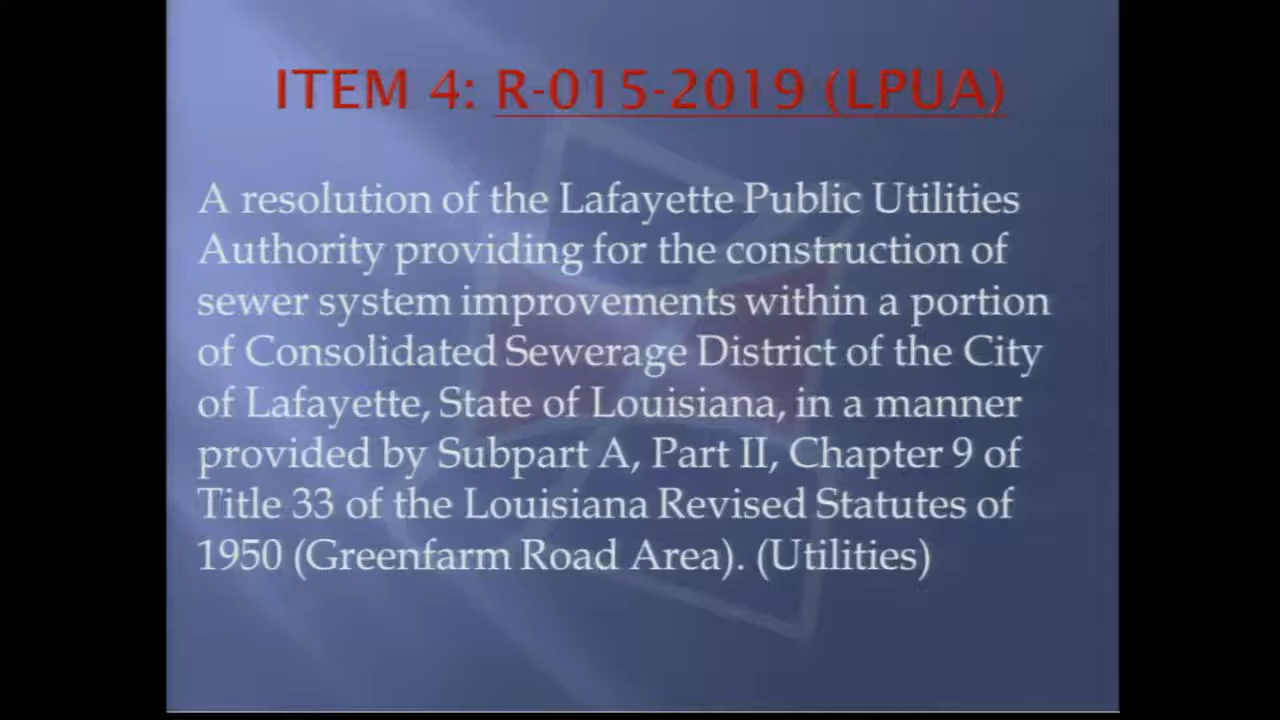 ITEM 4: R-015-2019 (LPUA)
A resolution of the Lafayette Public Utilities
Authority providing for the construction of
sewer system improvements within a portion
of Consolidated Sewerage District of the City
of Lafayette, State of Louisiana, in a manner
provided by Subpart A, Part II, Chapter 9 of
Title 33 of the Louisiana Revised Statutes of
1950 (Greenfarm Road Area). (Utilities)